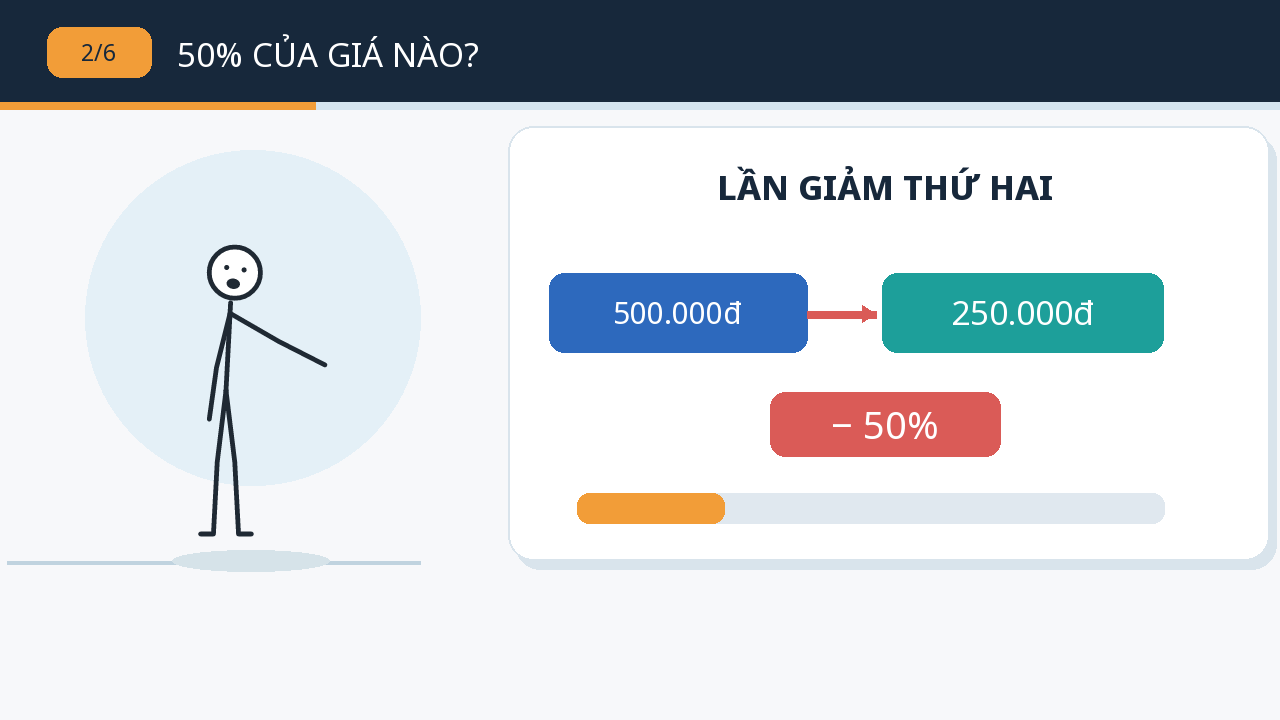 2/6
50% CỦA GIÁ NÀO?
LẦN GIẢM THỨ HAI
500.000đ
250.000đ
− 50%